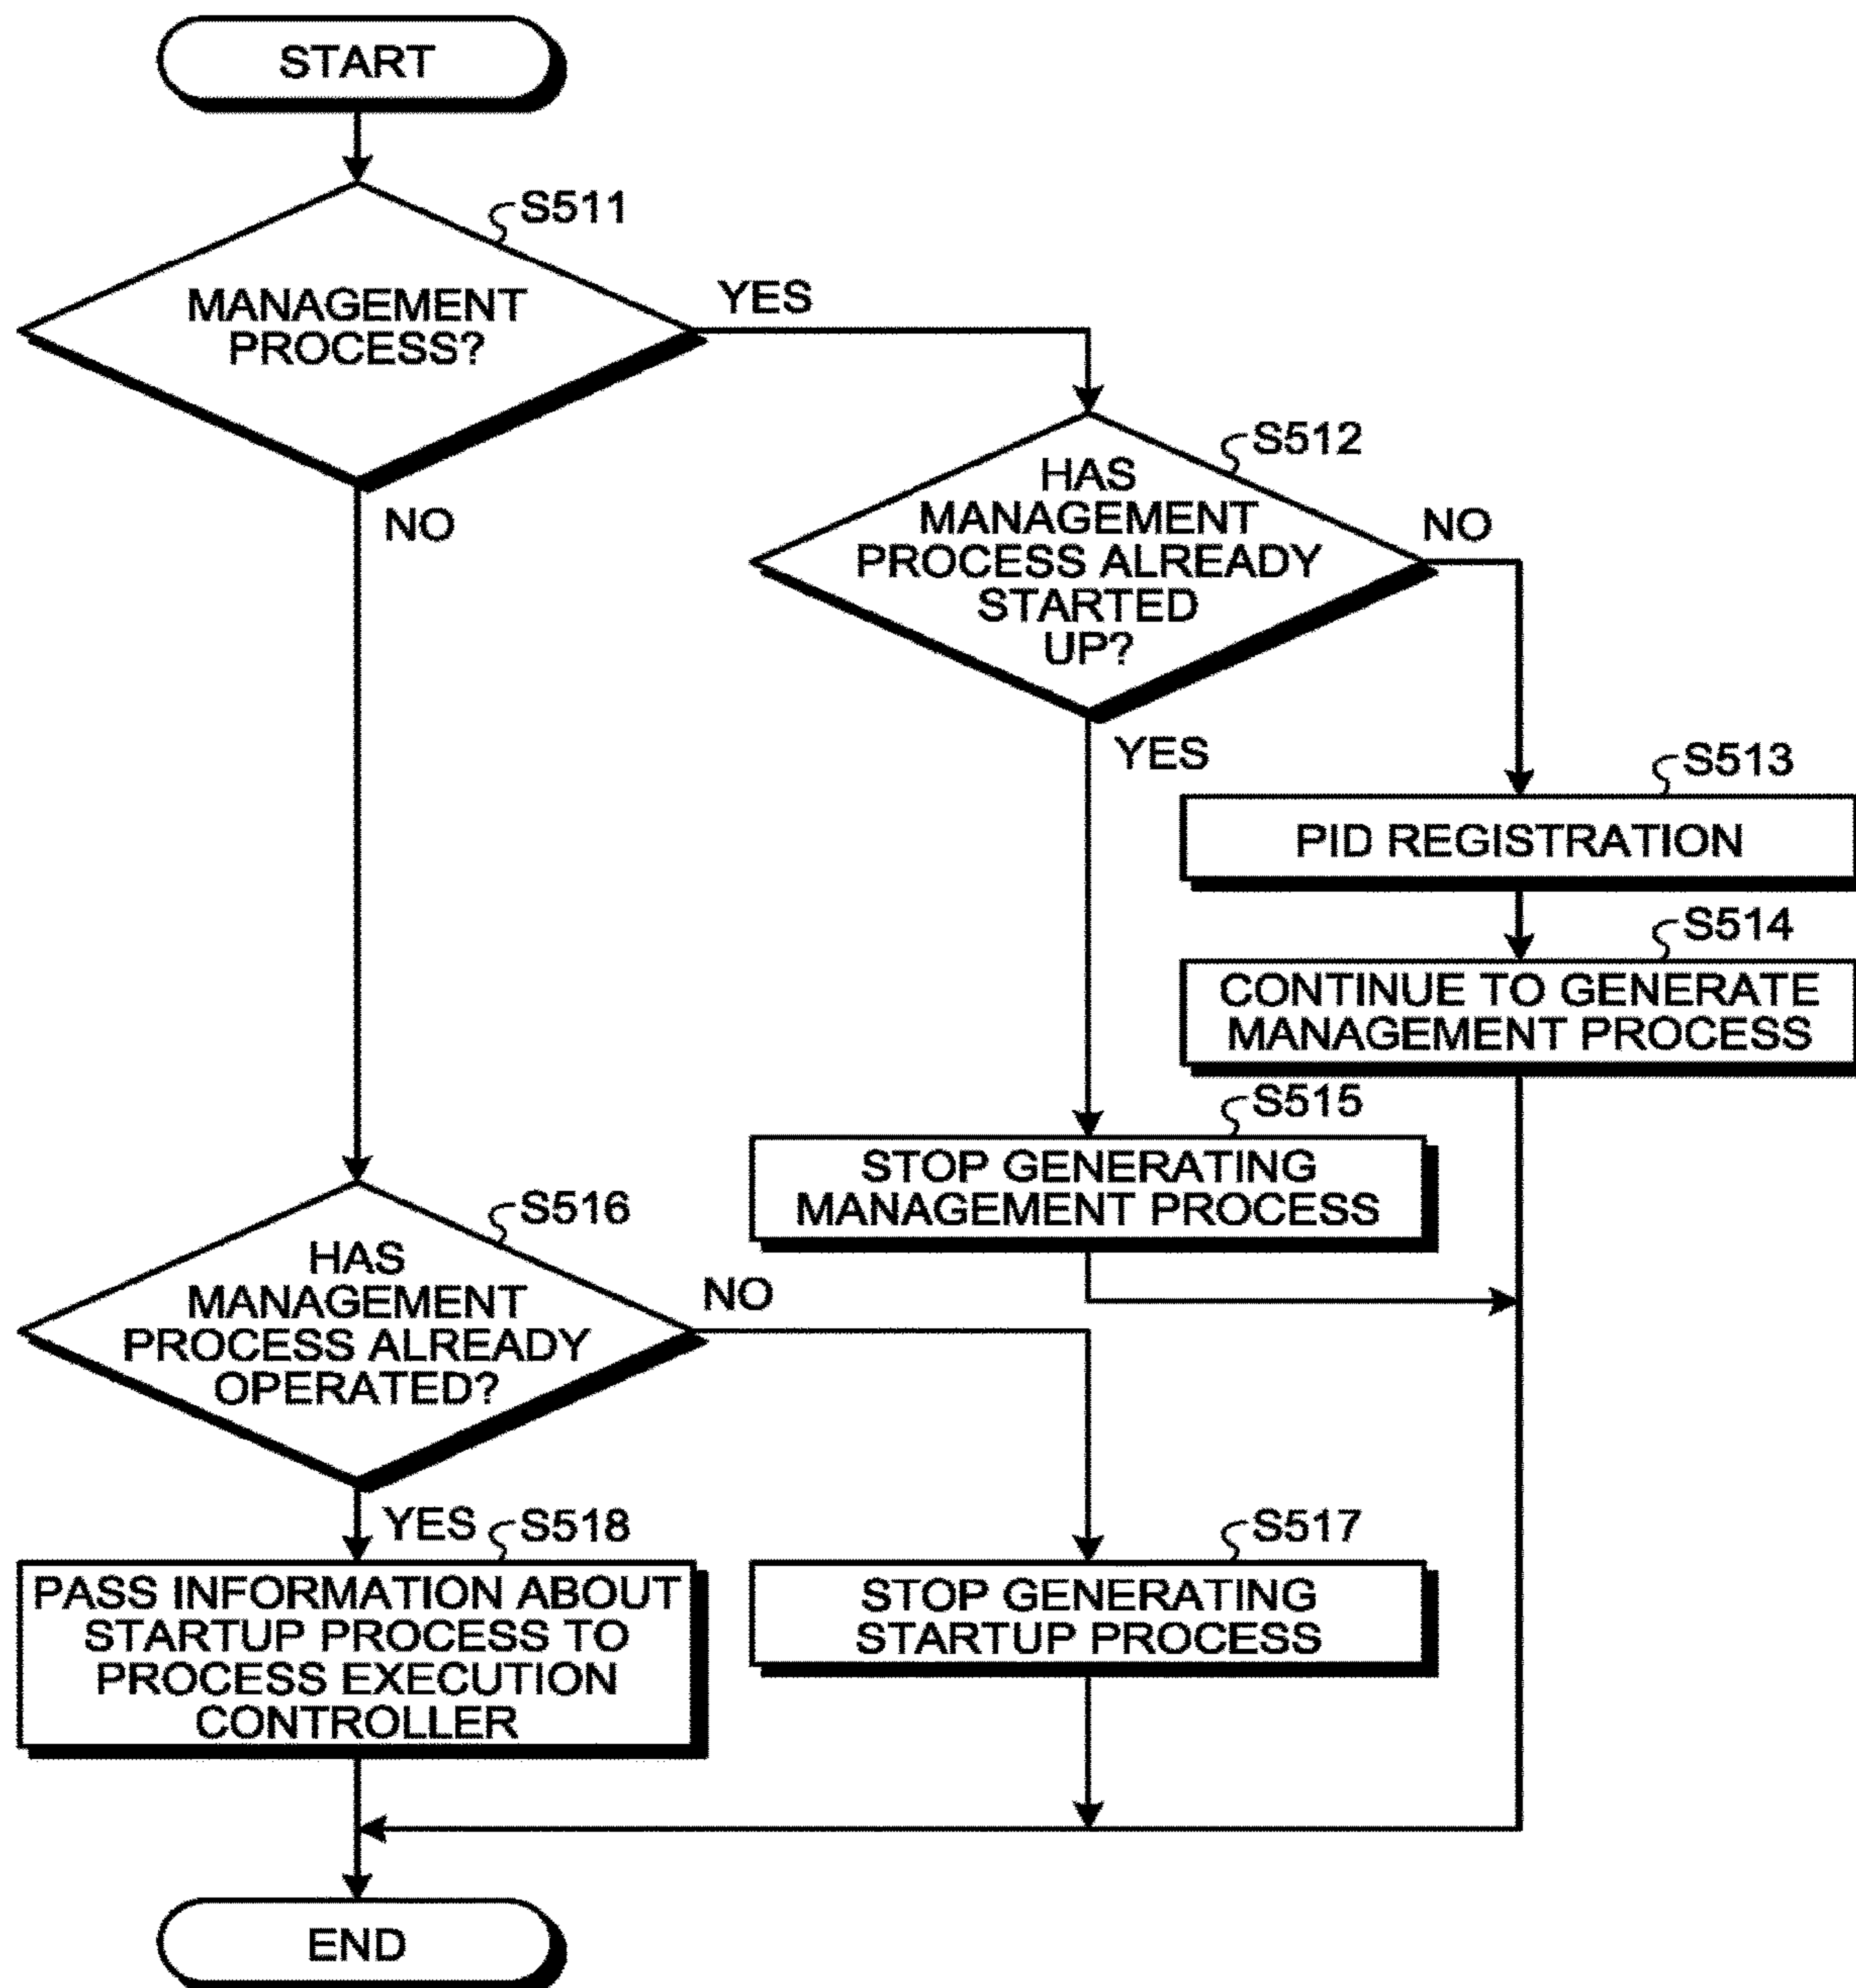 START
S511
MANAGEMENT
PROCESS?
YES
NO
S512
HAS
MANAGEMENT
PROCESS ALREADY
STARTED
UP?
NO
YES
S513
PID REGISTRATION
S514
CONTINUE TO GENERATE
MANAGEMENT PROCESS
S515
STOP GENERATING
MANAGEMENT PROCESS
S516
HAS
MANAGEMENT
PROCESS ALREADY
OPERATED?
NO
YES
S518
PASS INFORMATION ABOUT
STARTUP PROCESS TO
PROCESS EXECUTION
CONTROLLER
S517
STOP GENERATING
STARTUP PROCESS
END